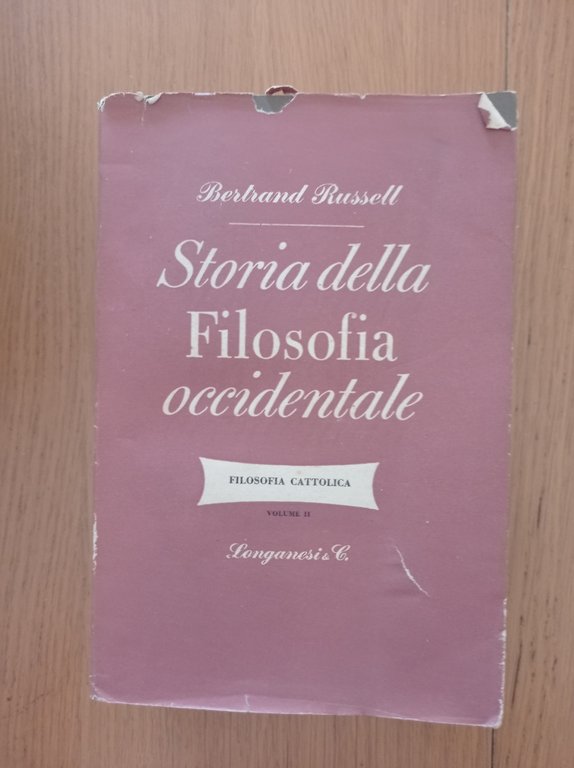 Bertrand Russell
Storia della
Filosofia
occidentale
FILOSOFIA CATTOLICA
VOLUME II
Longanesi & C.